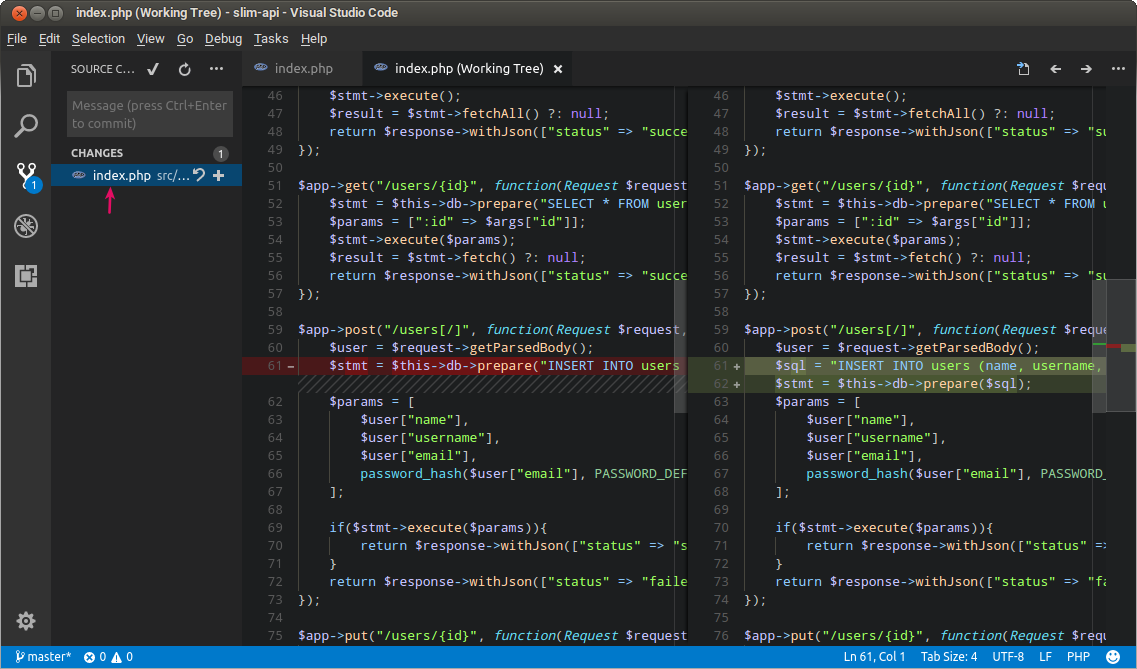 index.php (Working Tree) - slim-api - Visual Studio Code
File Edit Selection View Go Debug Tasks Help
SOURCE C...
Message (press Ctrl+Enter
to commit)
CHANGES 1
index.php src/...
1
index.php
index.php (Working Tree)
46 $stmt->execute();
47 $result = $stmt->fetchAll() ?: null;
48 return $response->withJson(["status" => "succe
49 });
50
51 $app->get("/users/{id}", function(Request $request
52 $stmt = $this->db->prepare("SELECT * FROM user
53 $params = [":id" => $args["id"]];
54 $stmt->execute($params);
55 $result = $stmt->fetch() ?: null;
56 return $response->withJson(["status" => "succe
57 });
58
59 $app->post("/users[/]", function(Request $request,
60 $user = $request->getParsedBody();
61 - $stmt = $this->db->prepare("INSERT INTO users
62 $params = [
63 $user["name"],
64 $user["username"],
65 $user["email"],
66 password_hash($user["email"], PASSWORD_DEF
67 ];
68
69 if($stmt->execute($params)){
70 return $response->withJson(["status" => "s
71 }
72 return $response->withJson(["status" => "faile
73 });
74
75 $app->put("/users/{id}", function(Request $request
46 $stmt->execute();
47 $result = $stmt->fetchAll() ?: null;
48 return $response->withJson(["status" => "su
49 });
50
51 $app->get("/users/{id}", function(Request $requ
52 $stmt = $this->db->prepare("SELECT * FROM u
53 $params = [":id" => $args["id"]];
54 $stmt->execute($params);
55 $result = $stmt->fetch() ?: null;
56 return $response->withJson(["status" => "su
57 });
58
59 $app->post("/users[/]", function(Request $reque
60 $user = $request->getParsedBody();
61 + $sql = "INSERT INTO users (name, username,
62 + $stmt = $this->db->prepare($sql);
63 $params = [
64 $user["name"],
65 $user["username"],
66 $user["email"],
67 password_hash($user["email"], PASSWORD_
68 ];
69
70 if($stmt->execute($params)){
71 return $response->withJson(["status" =>
72 }
73 return $response->withJson(["status" => "fa
74 });
75
76 $app->put("/users/{id}", function(Request $requ
master* 0 0 Ln 61, Col 1 Tab Size: 4 UTF-8 LF PHP